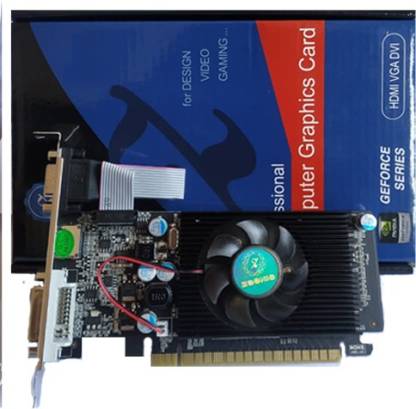 for DESIGN
VIDEO
GAMING...
ssional
puter Graphics Card
HDMI VGA DVI
GEFORCE
SERIES